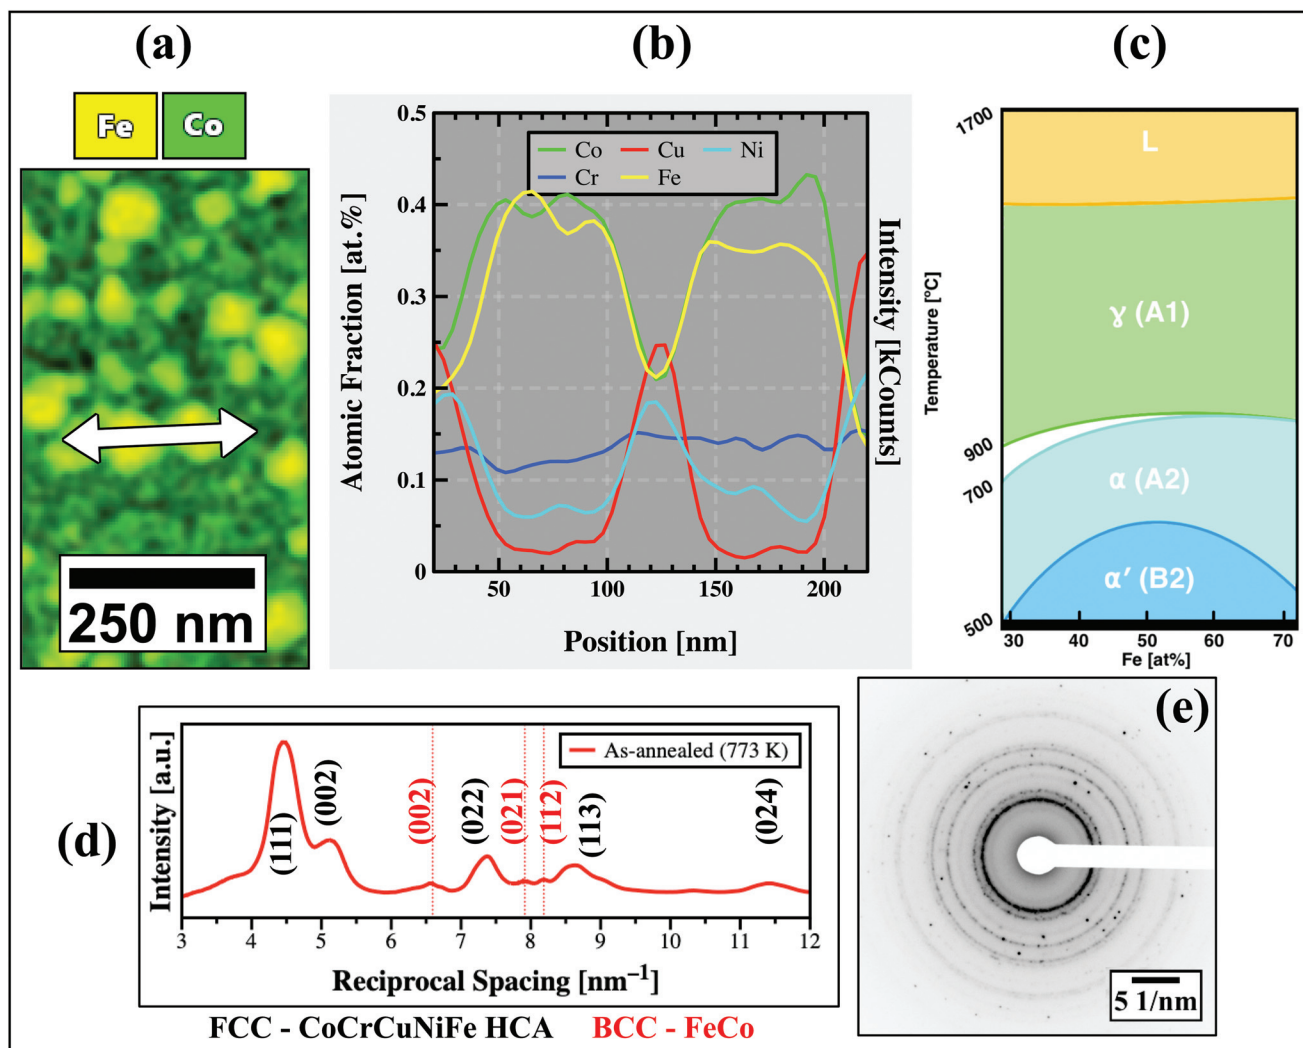 (a)
Fe Co
250 nm
(b)
Co Cu Ni
Cr Fe
0.5
0.4
0.3
0.2
0.1
0
Atomic Fraction [at.%]
Intensity [kCounts]
50 100 150 200
Position [nm]
(c)
1700
900
700
500
Temperature [°C]
L
γ (A1)
α (A2)
α′ (B2)
30 40 50 60 70
Fe [at%]
(d)
Intensity [a.u.]
As-annealed (773 K)
(111) (002) (002) (022) (021) (112) (113) (024)
3 4 5 6 7 8 9 10 11 12
Reciprocal Spacing [nm⁻¹]
FCC - CoCrCuNiFe HCA BCC - FeCo
(e)
5 1/nm